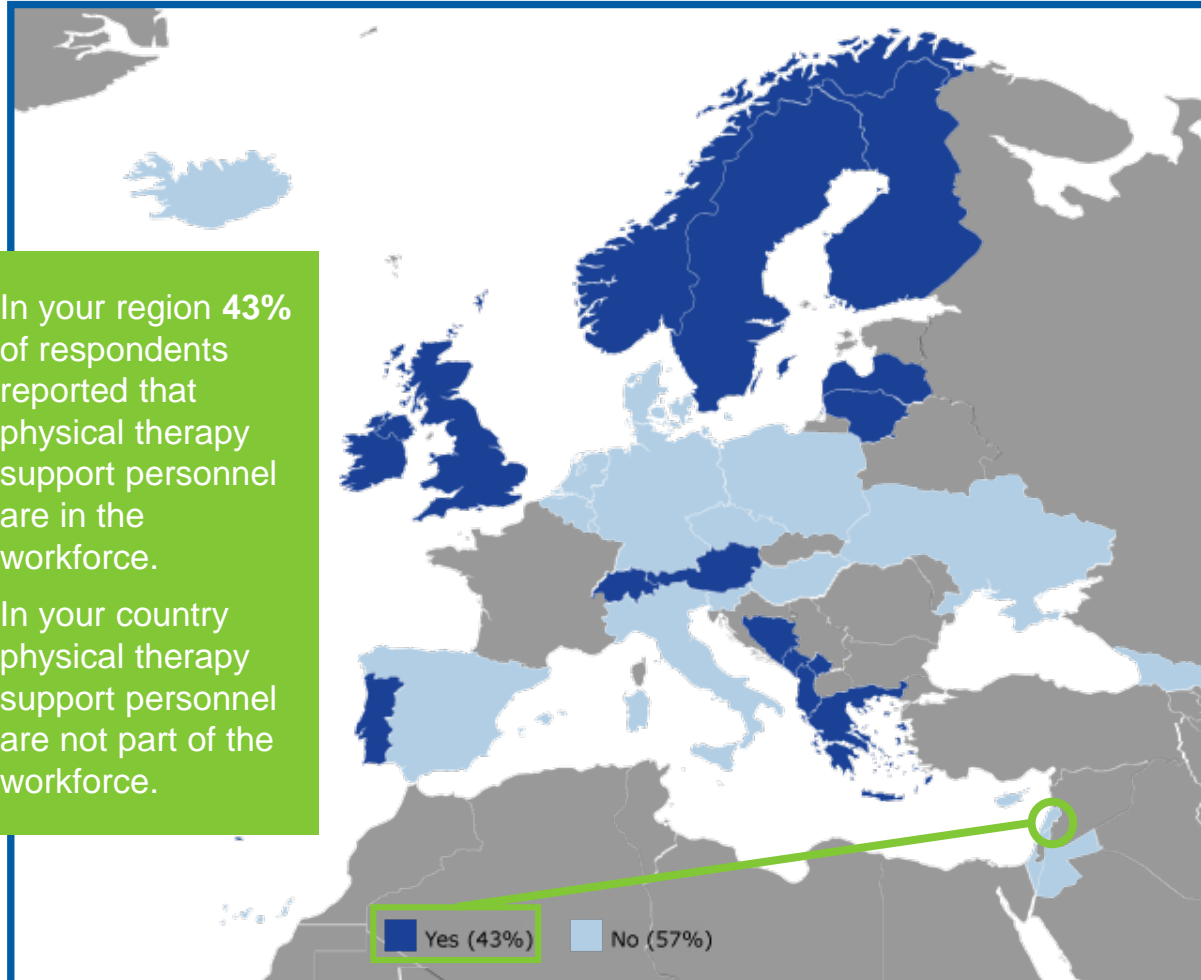 In your region 43%
of respondents
reported that
physical therapy
support personnel
are in the
workforce.
In your country
physical therapy
support personnel
are not part of the
workforce.
Yes (43%)
No (57%)